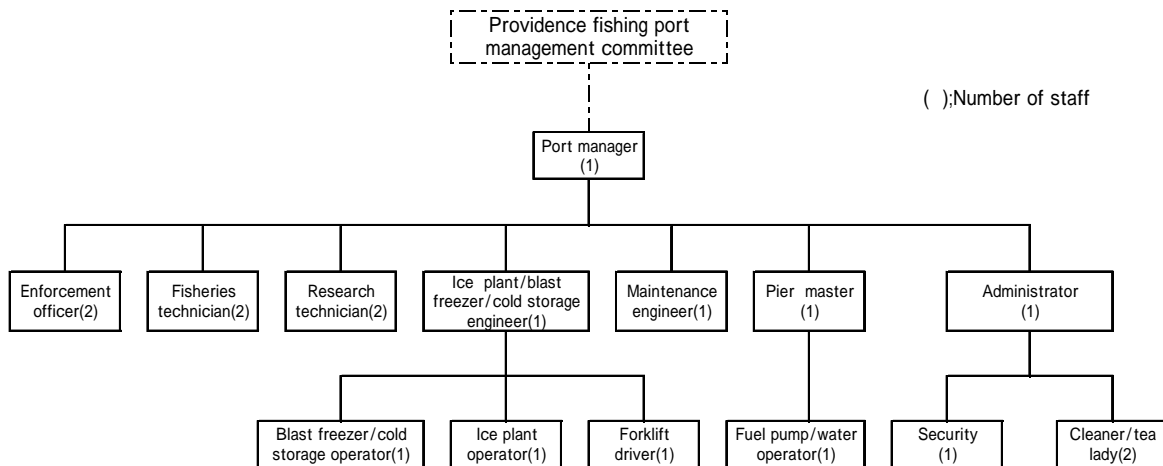 Providence fishing port
management committee
( );Number of staff
Port manager
(1)
Enforcement
officer(2)
Fisheries
technician(2)
Research
technician(2)
Ice plant/blast
freezer/cold storage
engineer(1)
Maintenance
engineer(1)
Pier master
(1)
Administrator
(1)
Blast freezer/cold
storage operator(1)
Ice plant
operator(1)
Forklift
driver(1)
Fuel pump/water
operator(1)
Security
(1)
Cleaner/tea
lady(2)